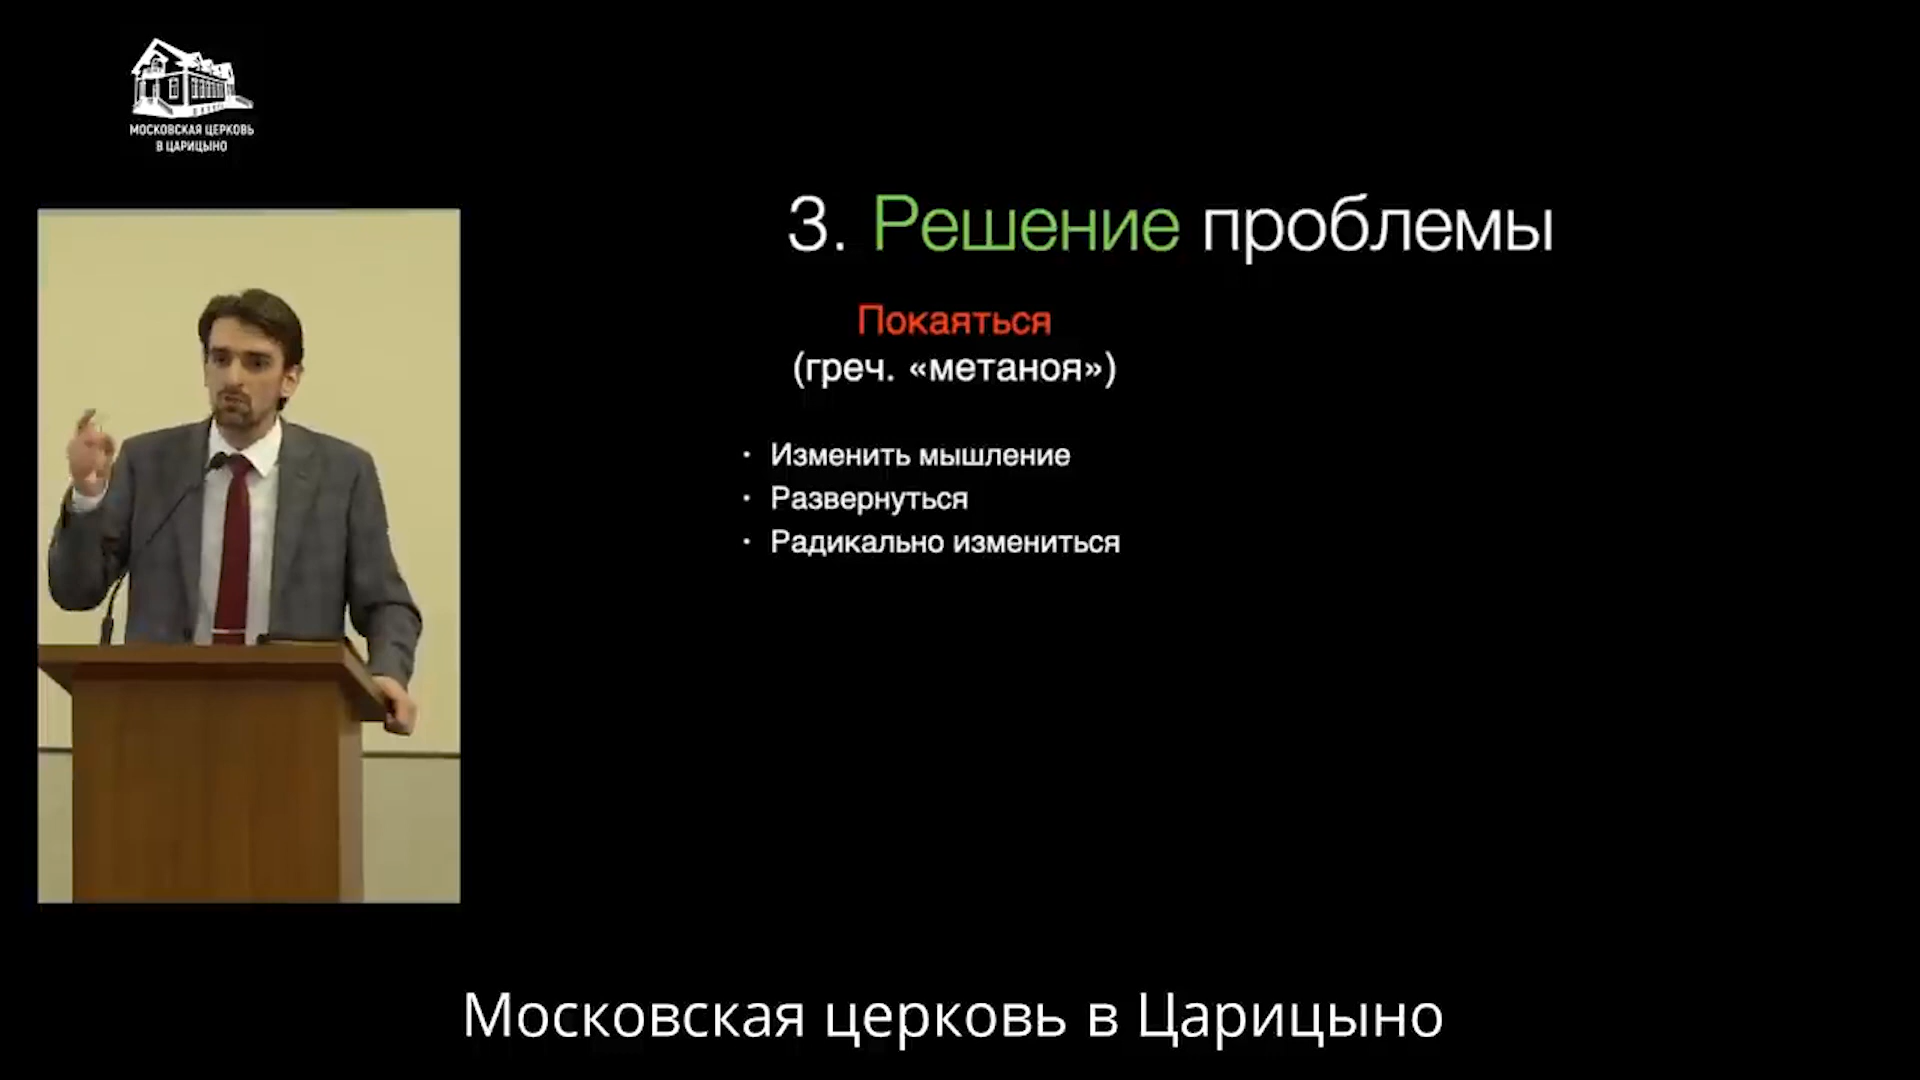 МОСКОВСКАЯ ЦЕРКОВЬ
В ЦАРИЦЫНО
3. Решение проблемы
Покаяться
(греч. «метаноя»)
· Изменить мышление
· Развернуться
· Радикально измениться
Московская церковь в Царицыно